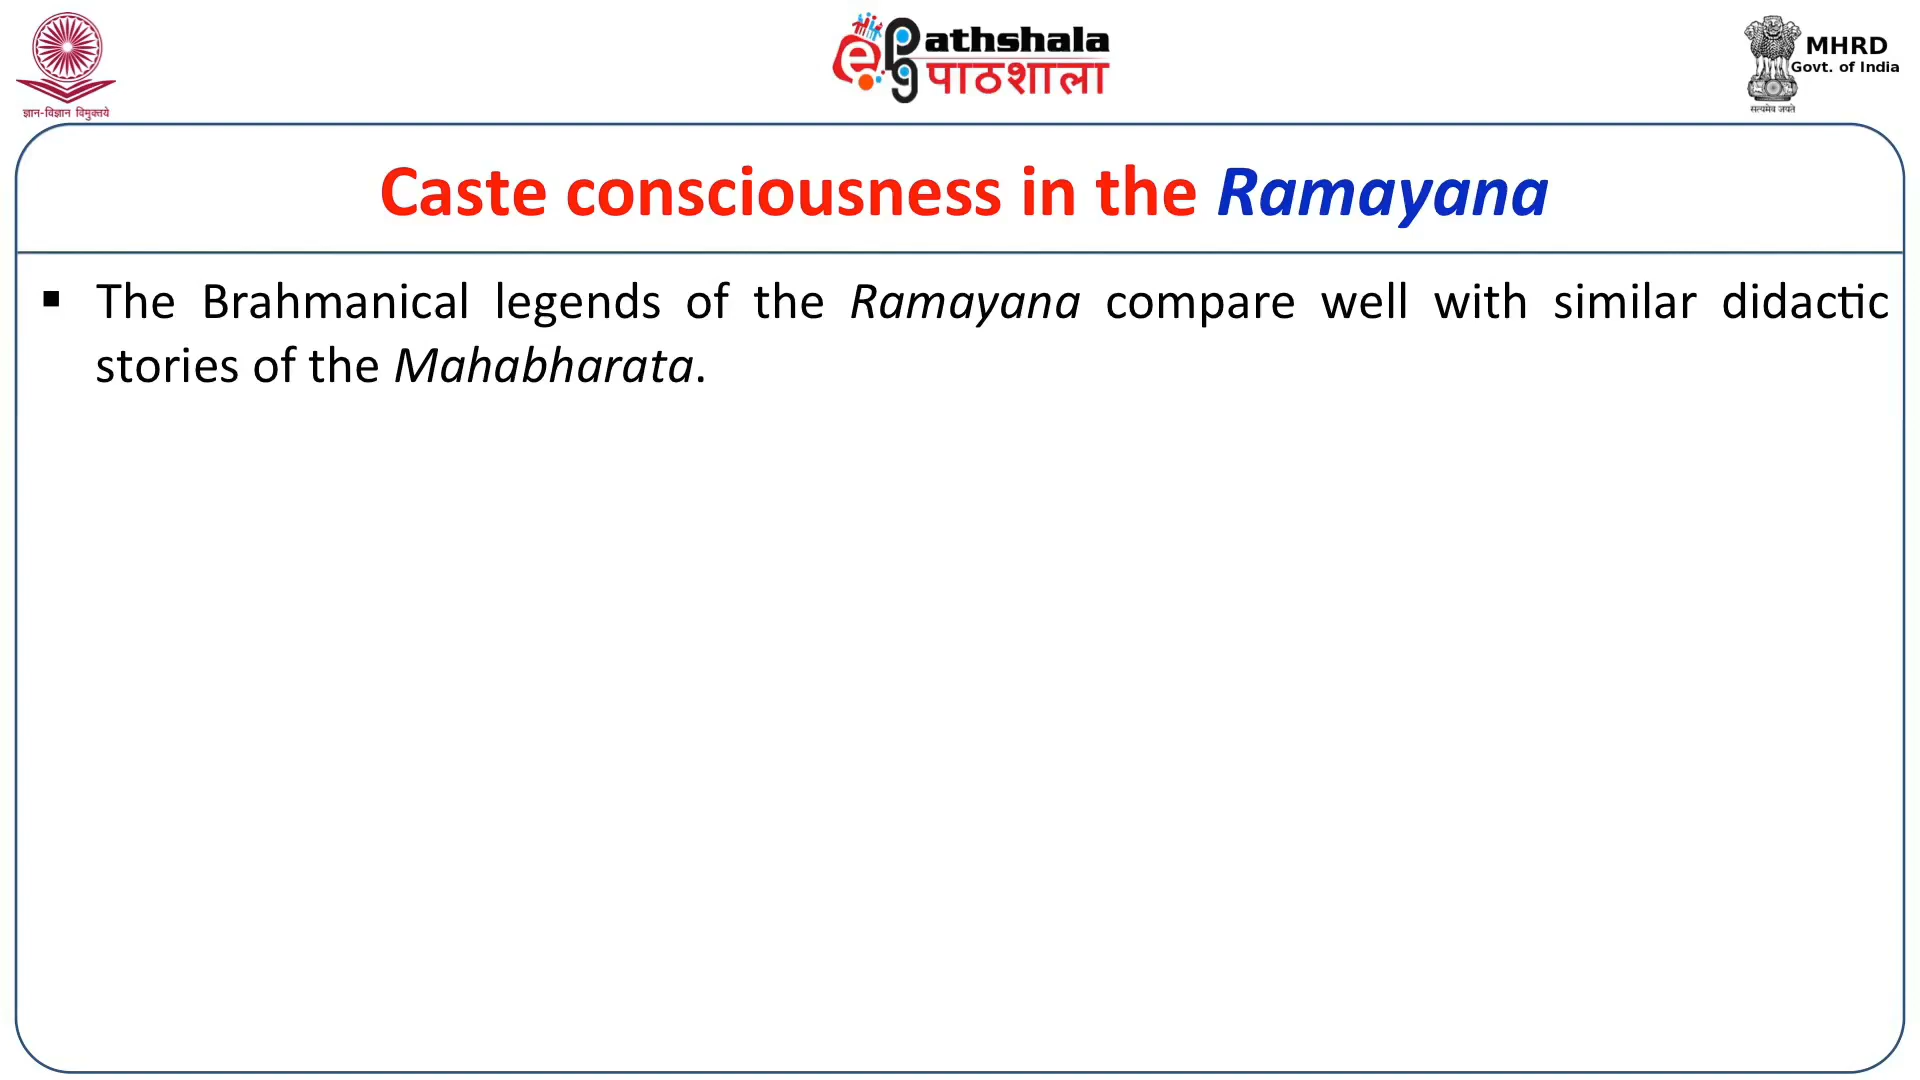 ज्ञान-विज्ञान विमुक्तये
ePg Pathshala
पाठशाला
MHRD
Govt. of India
सत्यमेव जयते
Caste consciousness in the Ramayana
▪ The Brahmanical legends of the Ramayana compare well with similar didactic
stories of the Mahabharata.